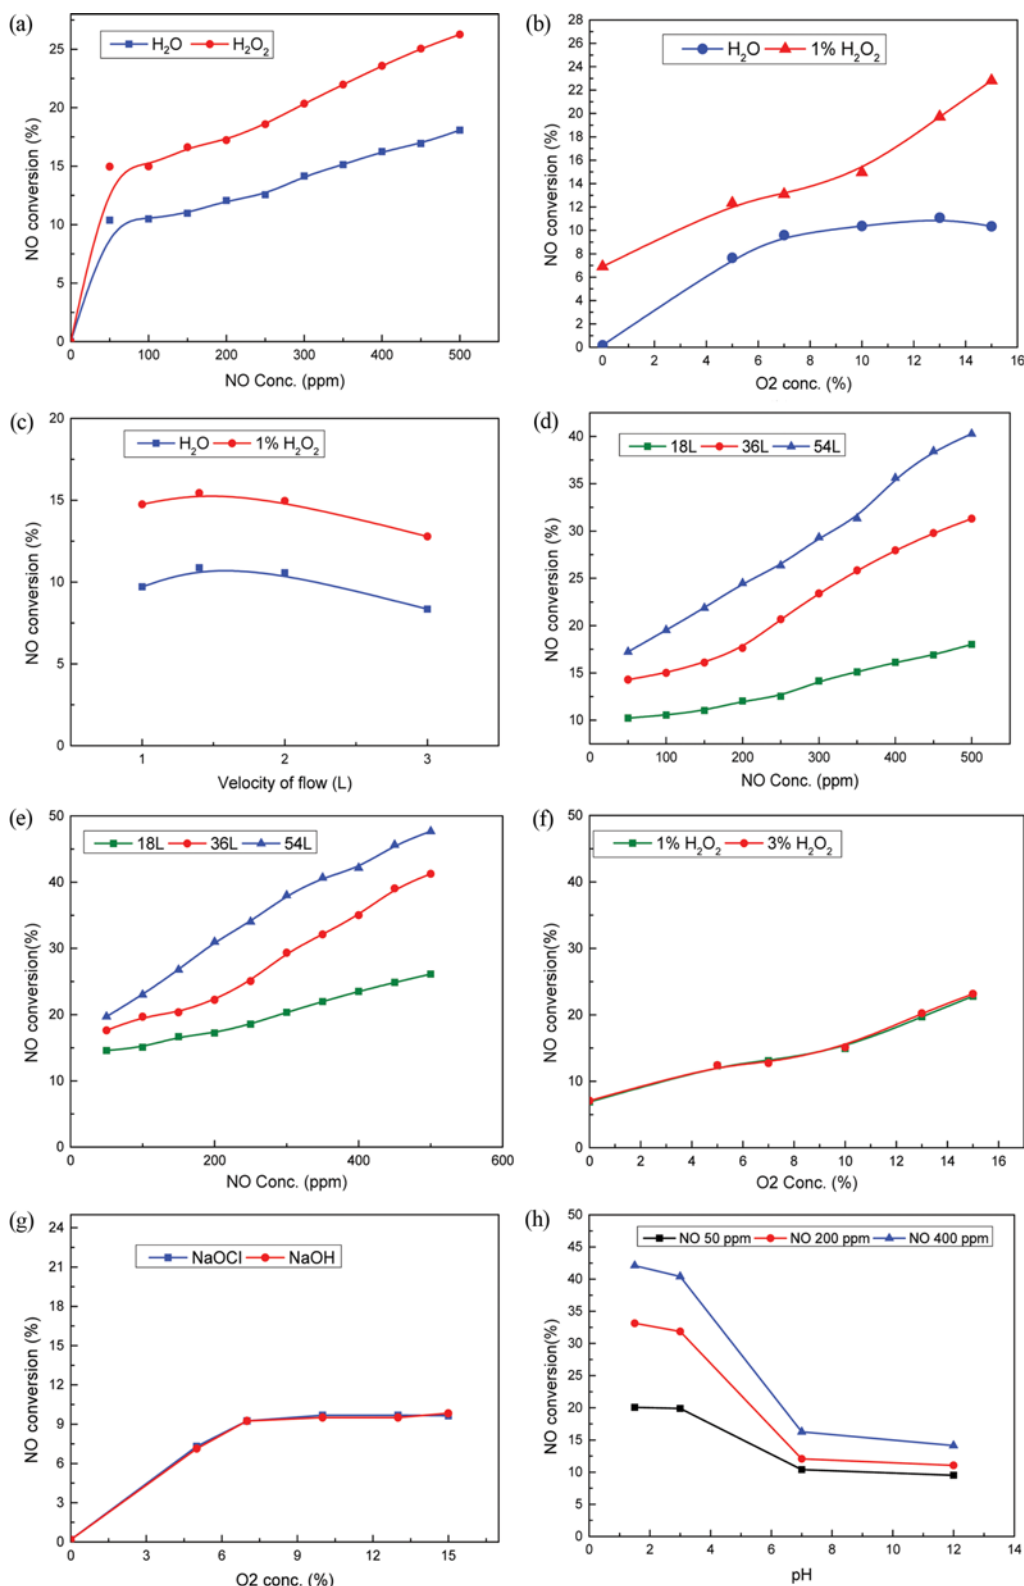 (a)
H₂O H₂O₂
NO conversion (%)
25
20
15
10
5
0
0 100 200 300 400 500
NO Conc. (ppm)
(b)
H₂O 1% H₂O₂
NO conversion (%)
28
26
24
22
20
18
16
14
12
10
8
6
4
2
0
0 2 4 6 8 10 12 14 16
O2 conc. (%)
(c)
H₂O 1% H₂O₂
NO conversion (%)
20
15
10
5
0
1 2 3
Velocity of flow (L)
(d)
18L 36L 54L
NO conversion (%)
40
35
30
25
20
15
10
0 100 200 300 400 500
NO Conc. (ppm)
(e)
18L 36L 54L
NO conversion(%)
50
40
30
20
10
0
0 200 400 600
NO Conc. (ppm)
(f)
1% H₂O₂ 3% H₂O₂
NO conversion(%)
50
40
30
20
10
0
0 2 4 6 8 10 12 14 16
O2 Conc. (%)
(g)
NaOCl NaOH
NO conversion (%)
24
21
18
15
12
9
6
3
0
0 3 6 9 12 15
O2 conc. (%)
(h)
NO 50 ppm NO 200 ppm NO 400 ppm
NO conversion(%)
50
45
40
35
30
25
20
15
10
5
0
0 2 4 6 8 10 12 14
pH